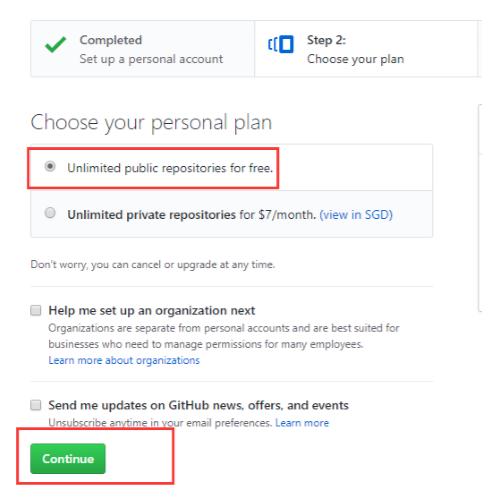 Completed
Set up a personal account
Step 2:
Choose your plan
Choose your personal plan
Unlimited public repositories for free.
Unlimited private repositories for $7/month. (view in SGD)
Don't worry, you can cancel or upgrade at any time.
Help me set up an organization next
Organizations are separate from personal accounts and are best suited for
businesses who need to manage permissions for many employees.
Learn more about organizations
Send me updates on GitHub news, offers, and events
Unsubscribe anytime in your email preferences. Learn more
Continue